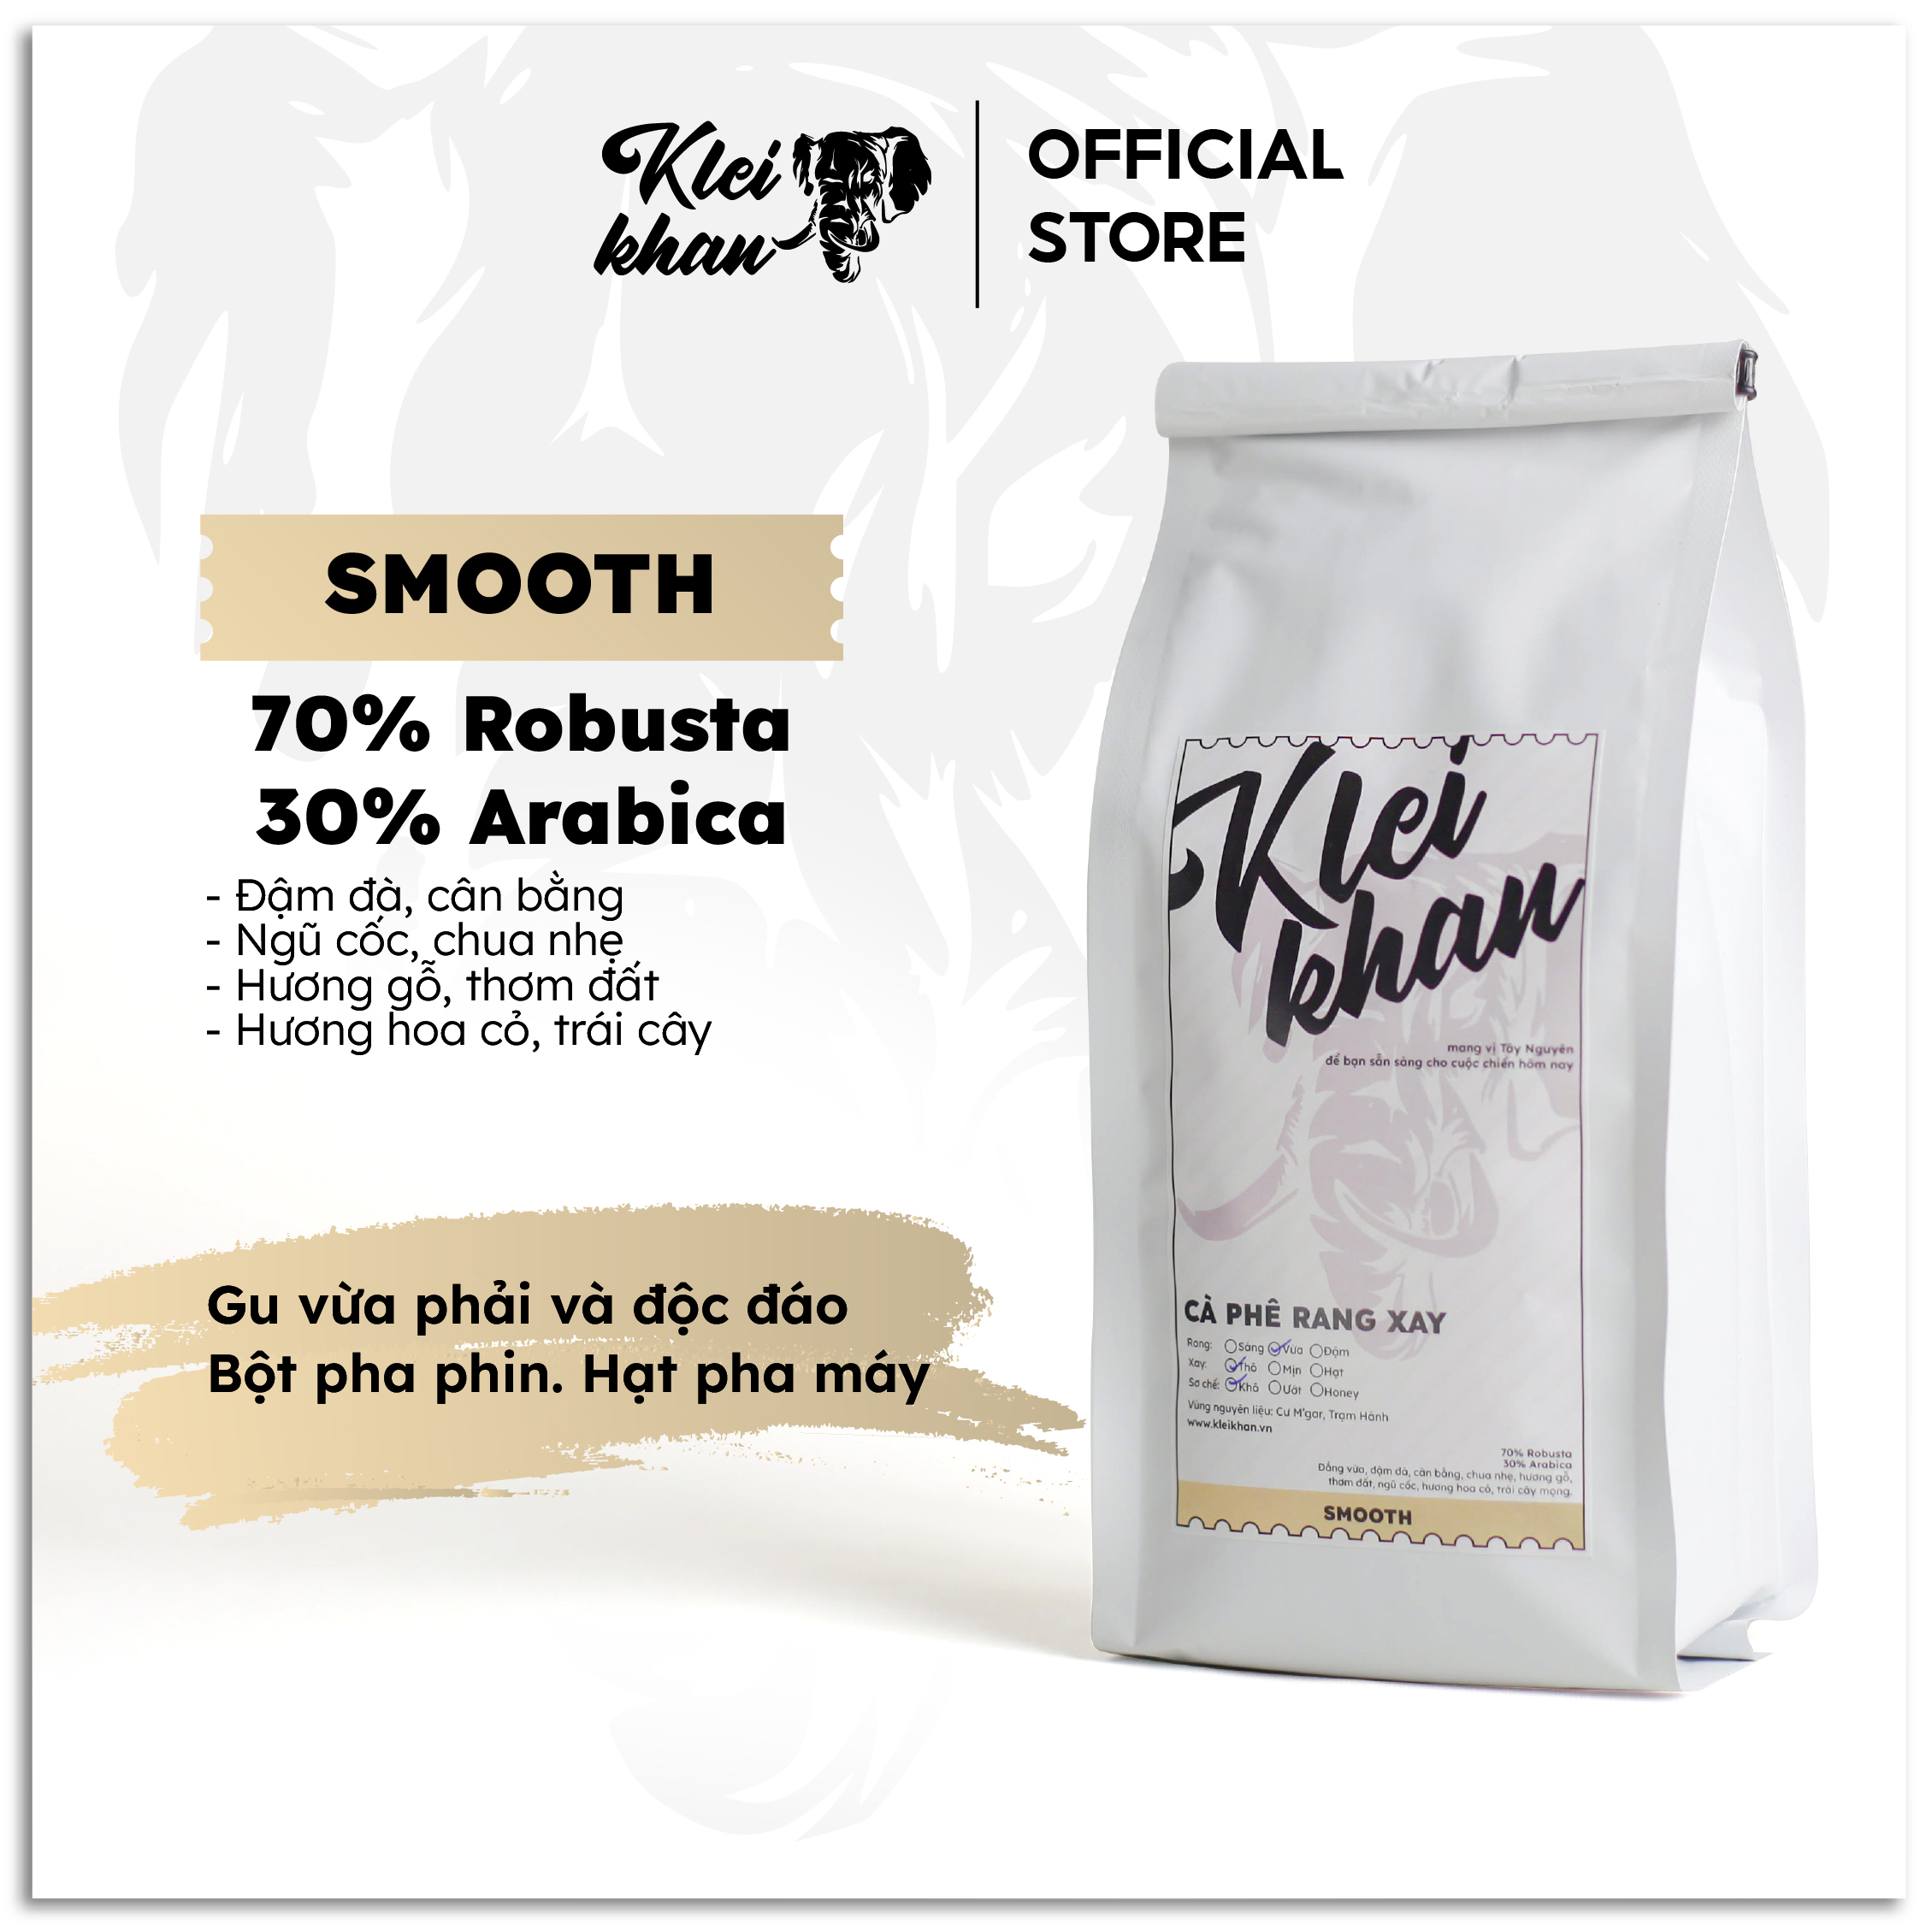 Klei
khan
OFFICIAL
STORE
SMOOTH
70% Robusta
30% Arabica
- Đậm đà, cân bằng
- Ngũ cốc, chua nhẹ
- Hương gỗ, thơm đất
- Hương hoa cỏ, trái cây
Gu vừa phải và độc đáo
Bột pha phin. Hạt pha máy
Klei
khan
mang vị Tây Nguyên
để bạn sẵn sàng cho cuộc chiến hôm nay
CÀ PHÊ RANG XAY
Rang: Sáng Vừa Đậm
Xay: Thô Mịn Hạt
Sơ chế: Khô Ướt Honey
Vùng nguyên liệu: Cư M'gar, Trạm Hành
www.kleikhan.vn
70% Robusta
30% Arabica
Đắng vừa, đậm đà, cân bằng, chua nhẹ, hương gỗ,
thơm đất, ngũ cốc, hương hoa cỏ, trái cây mọng.
SMOOTH